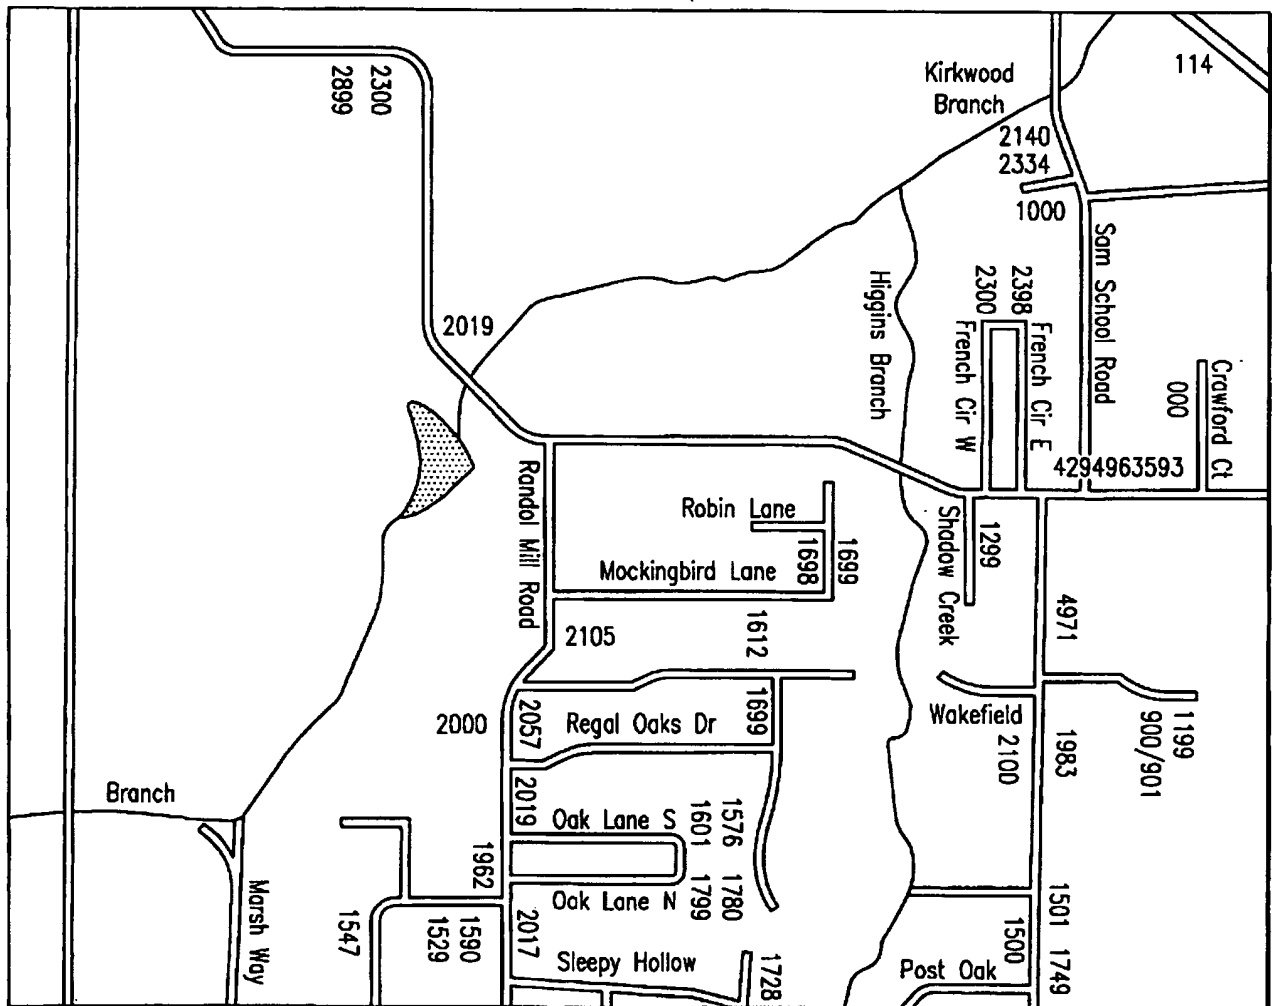 114
Kirkwood
Branch
2300
2899
2140
2334
1000
Sam School Road
Higgins Branch
2398
2300
French Cir E
French Cir W
2019
Crawford Ct
000
4294963593
Randol Mill Road
Robin Lane
1699
1698
Mockingbird Lane
Shadow Creek
1299
4971
2105
1612
2000
2057
Regal Oaks Dr
1699
Wakefield
2100
1983
1199
900/901
Branch
2019
Oak Lane S
1576
1601
1962
Oak Lane N
1780
1799
Marsh Way
1547
1590
1529
2017
Sleepy Hollow
1728
1501
1500
1749
Post Oak